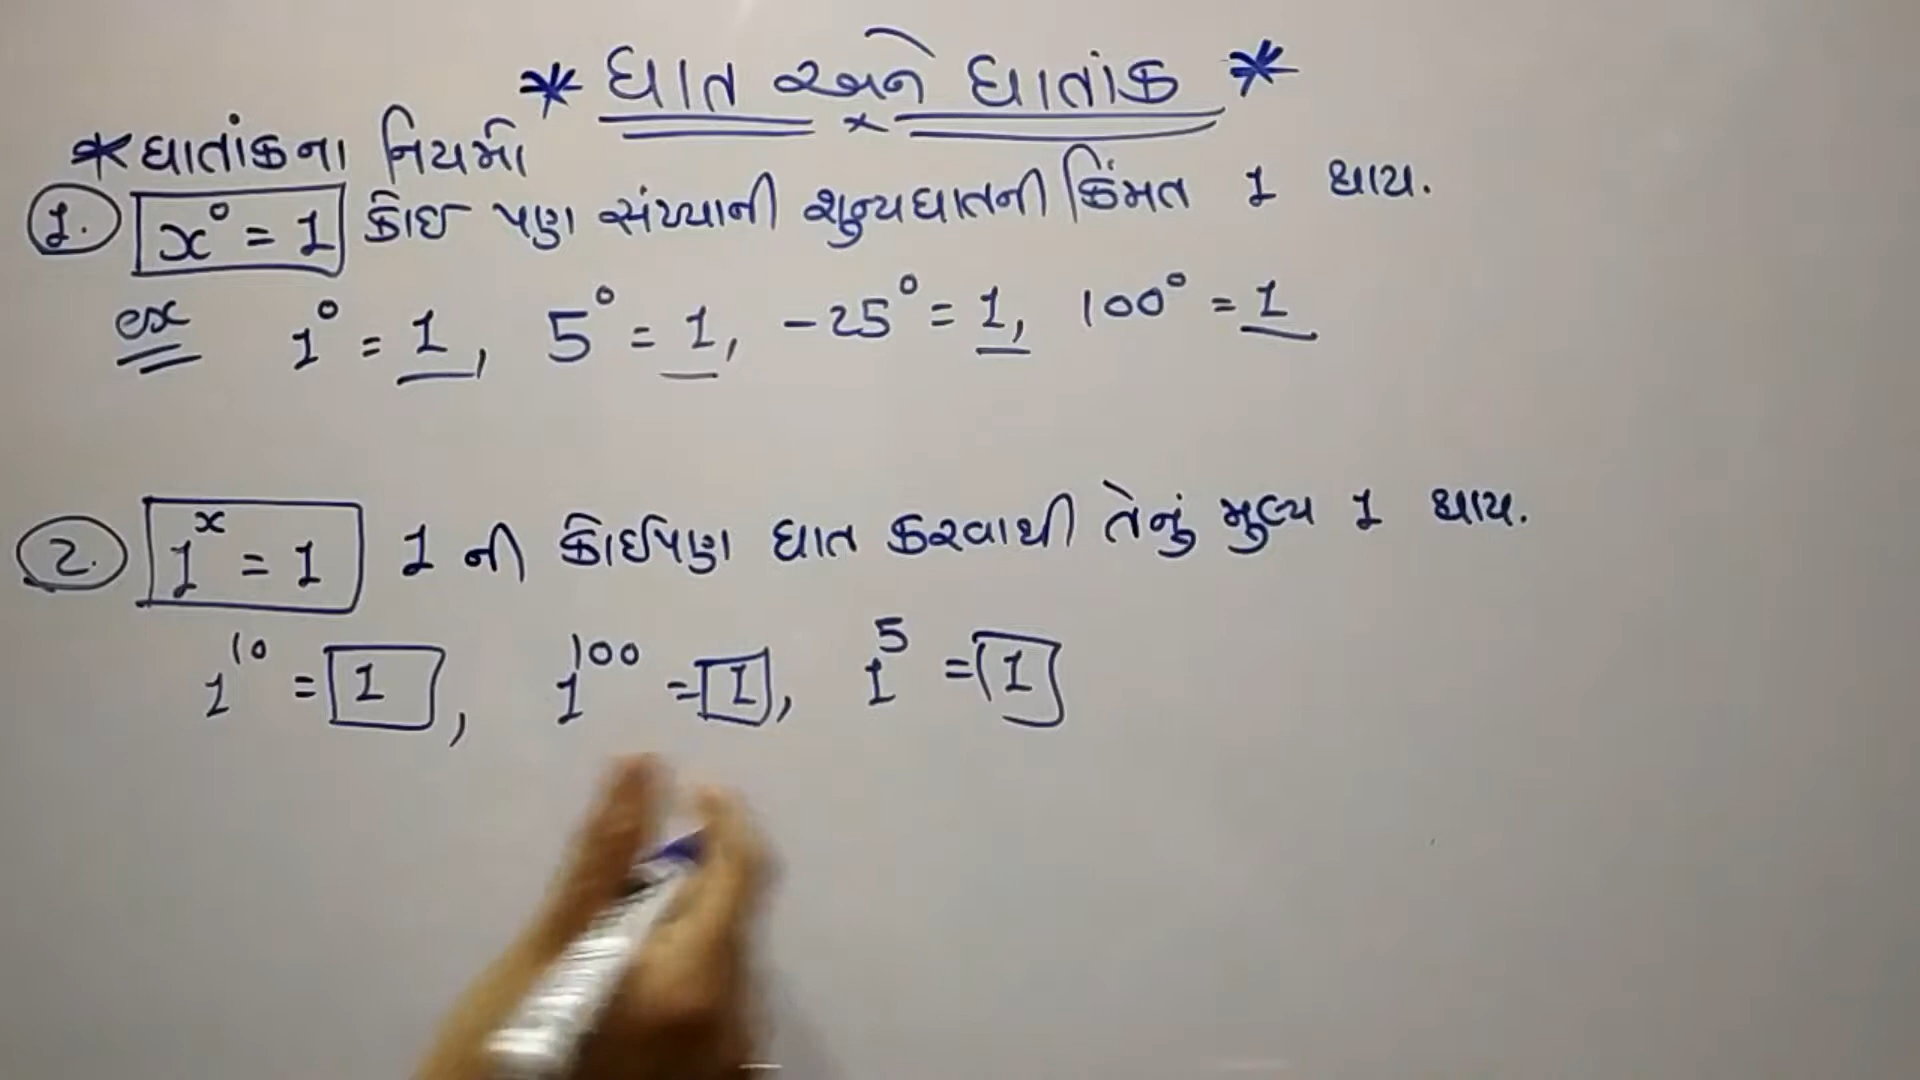 * ઘાત અને ઘાતાંક *
* ઘાતાંકના નિયમો
1. x⁰ = 1 કોઇ પણ સંખ્યાની શુન્યઘાતની કિંમત 1 થાય.
ex 1⁰ = 1, 5⁰ = 1, -25⁰ = 1, 100⁰ = 1
2. 1ˣ = 1 1 ની કોઇપણ ઘાત કરવાથી તેનું મુલ્ય 1 થાય.
1¹⁰ = 1, 1¹⁰⁰ = 1, 1⁵ = 1